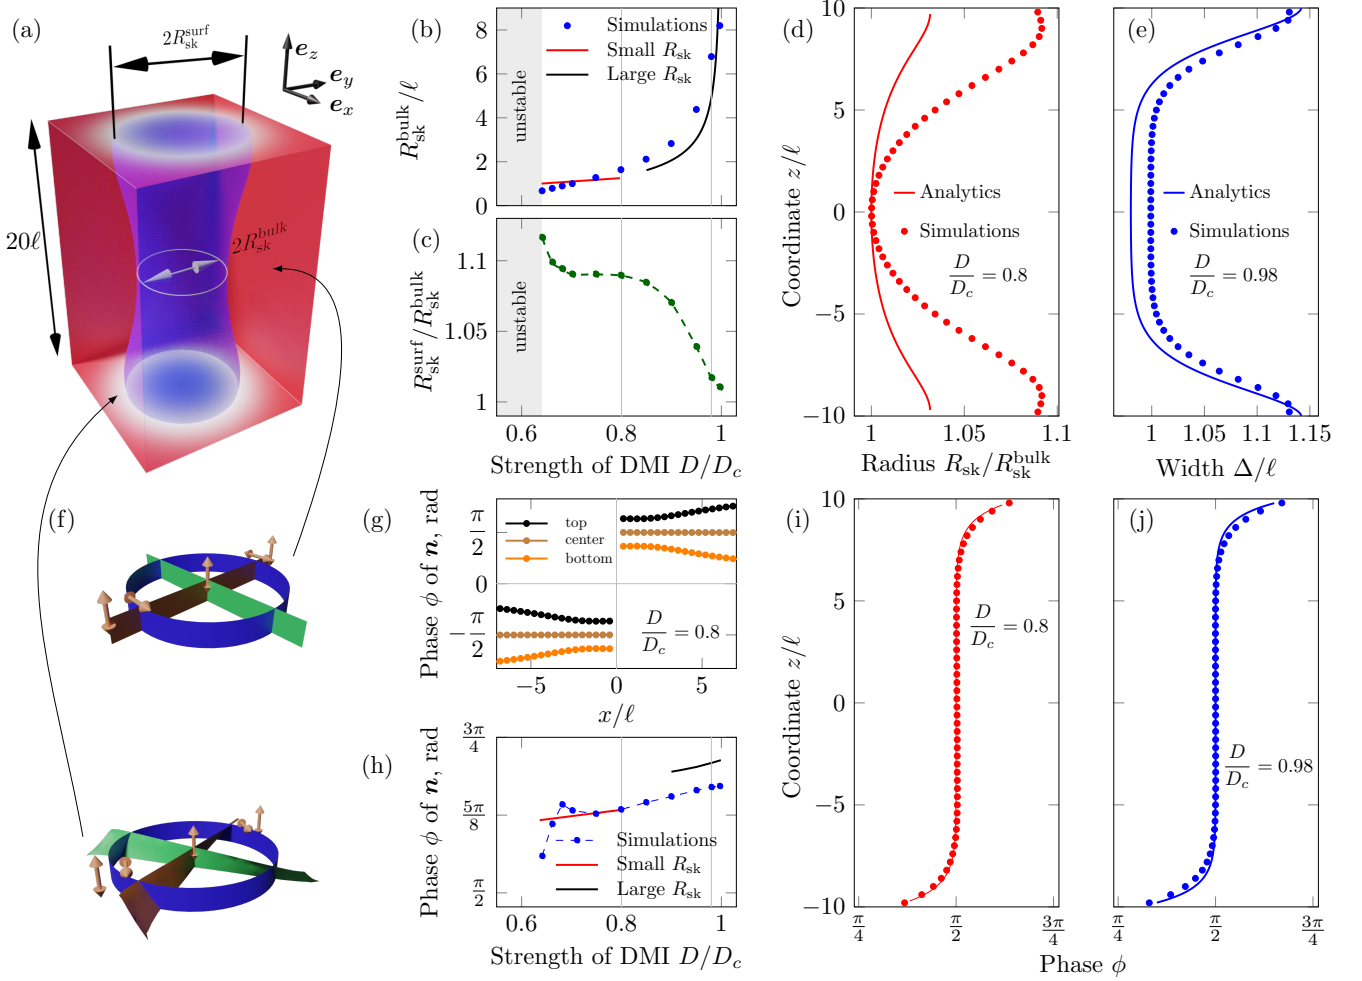 (a)
2R_sk^surf
e_z
e_y
e_x
20ℓ
2R_sk^bulk
(b)
R_sk^bulk/ℓ
8
6
4
2
0
unstable
Simulations
Small R_sk
Large R_sk
(c)
R_sk^surf/R_sk^bulk
1.1
1.05
1
unstable
0.6 0.8 1
Strength of DMI D/D_c
(d)
Coordinate z/ℓ
10
5
0
−5
−10
Analytics
Simulations
D/D_c = 0.8
1 1.05 1.1
Radius R_sk/R_sk^bulk
(e)
Analytics
Simulations
D/D_c = 0.98
1 1.05 1.1 1.15
Width Δ/ℓ
(f)
(g)
Phase ϕ of n, rad
π/2
0
−π/2
top
center
bottom
D/D_c = 0.8
−5 0 5
x/ℓ
(h)
Phase ϕ of n, rad
3π/4
5π/8
π/2
Simulations
Small R_sk
Large R_sk
0.6 0.8 1
Strength of DMI D/D_c
(i)
Coordinate z/ℓ
10
5
0
−5
−10
D/D_c = 0.8
π/4 π/2 3π/4
(j)
D/D_c = 0.98
π/4 π/2 3π/4
Phase ϕ